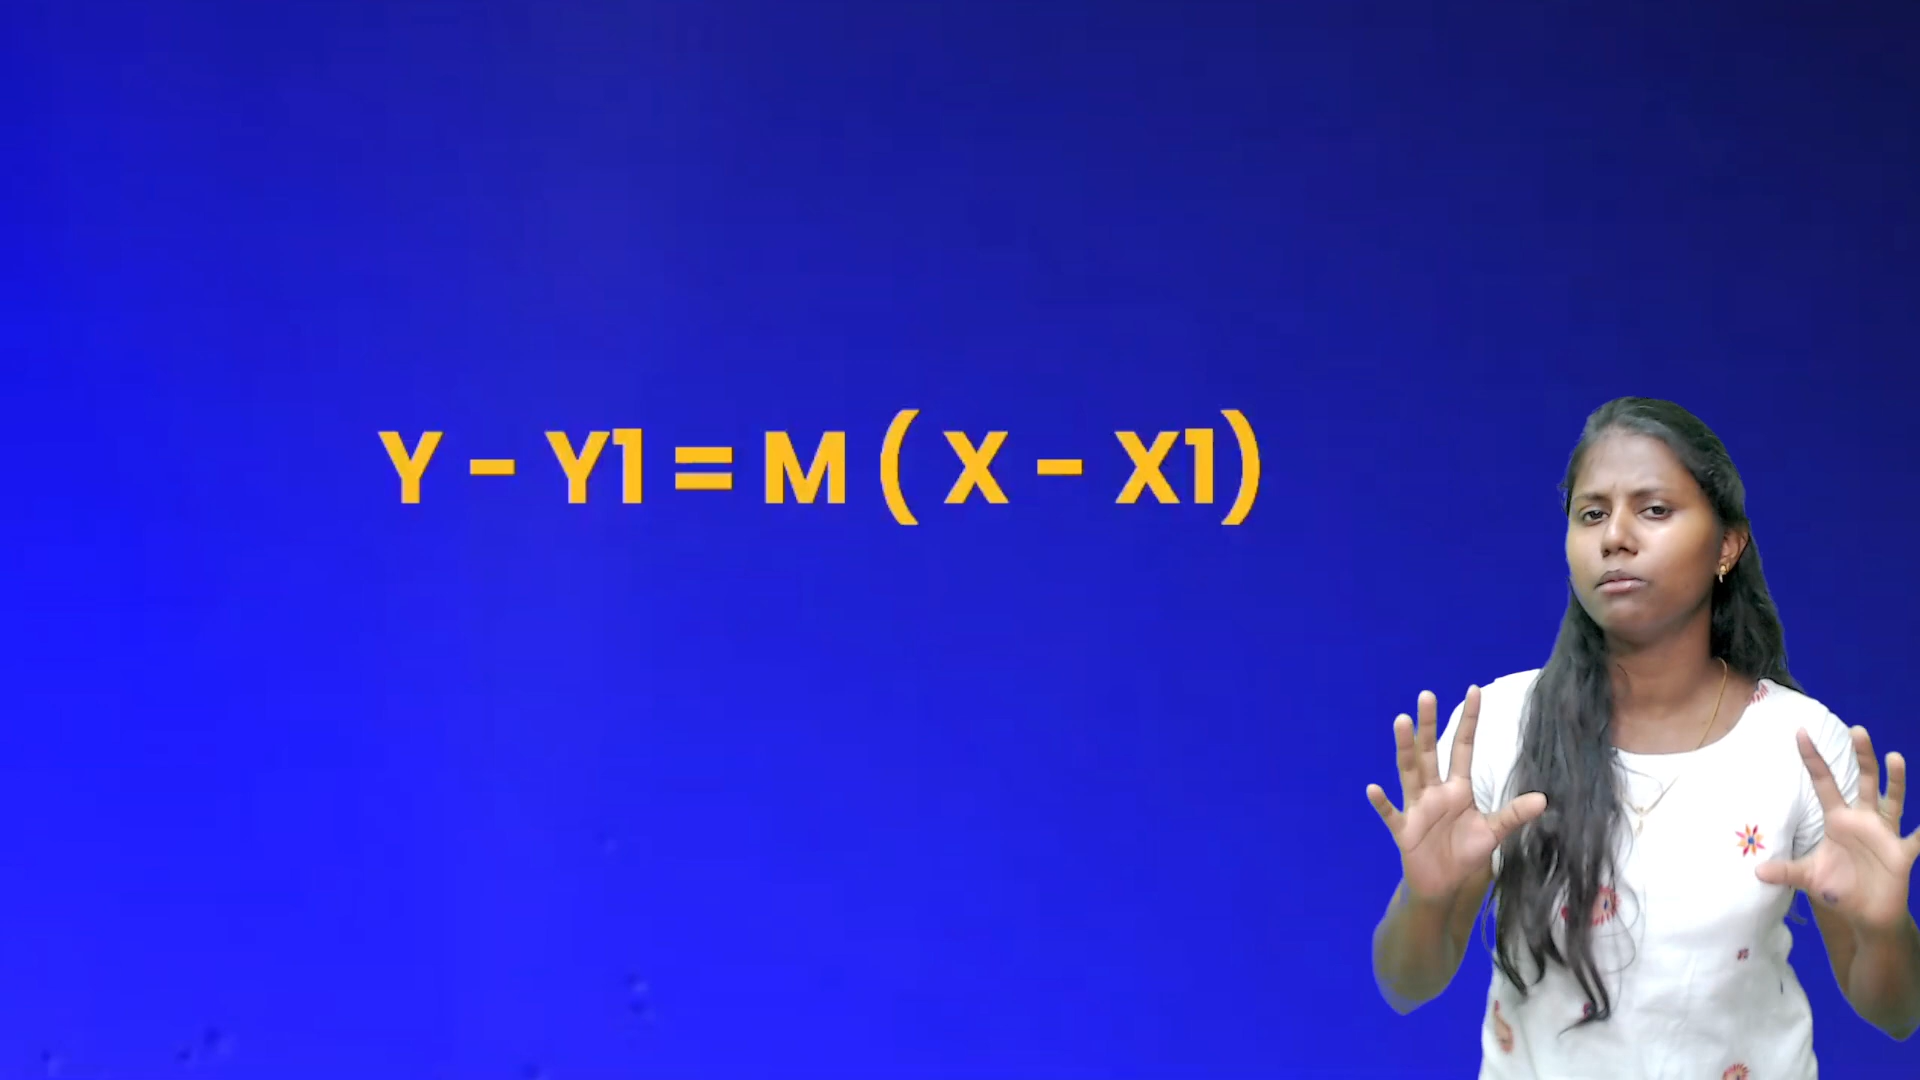 Y - Y1 = M ( X - X1)